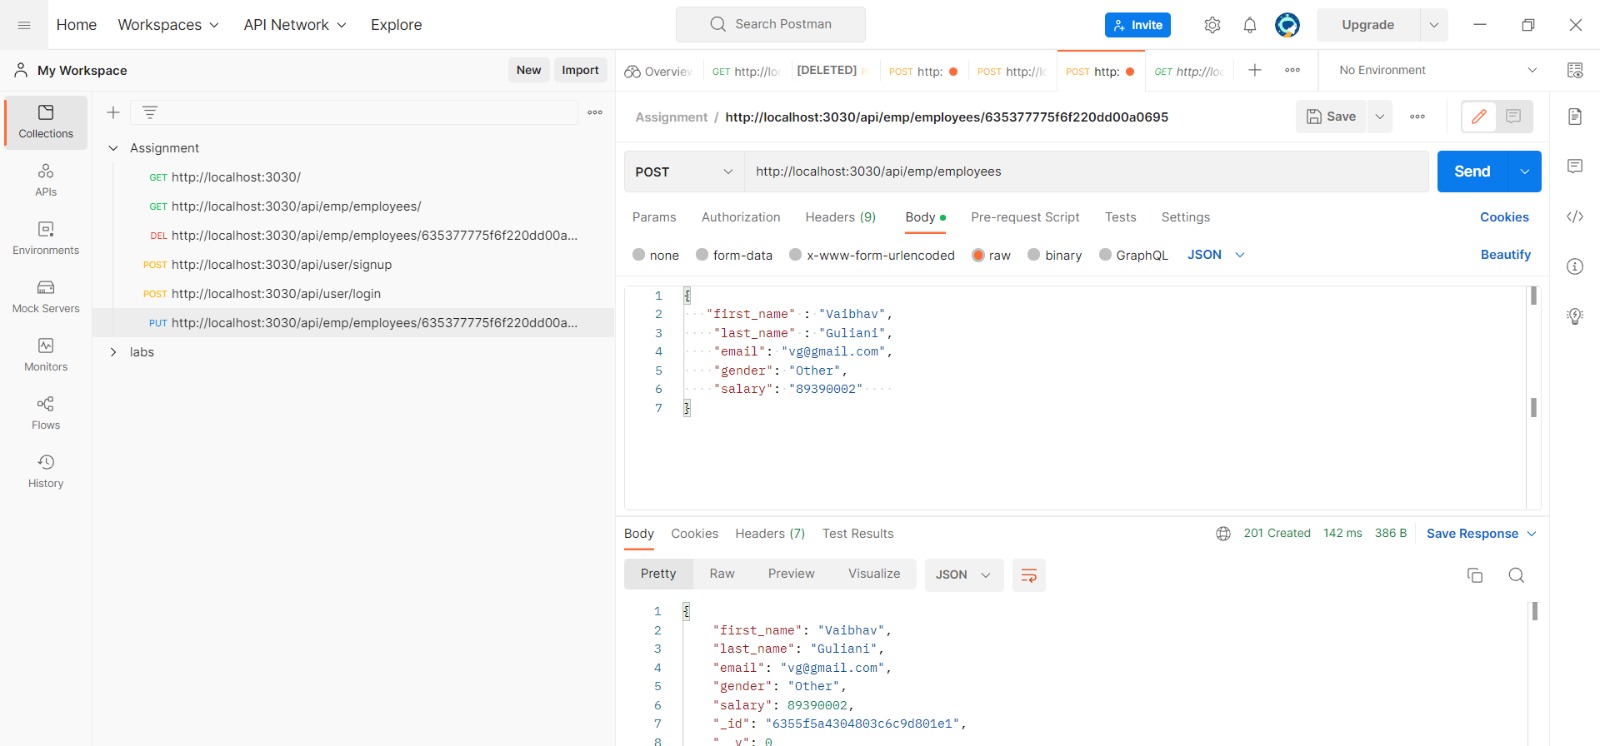 Home Workspaces API Network Explore Search Postman Invite Upgrade
My Workspace New Import Overview GET http://lo [DELETED] POST http: POST http://l POST http: GET http://loc No Environment
Collections
APIs
Environments
Mock Servers
Monitors
Flows
History
Assignment
GET http://localhost:3030/
GET http://localhost:3030/api/emp/employees/
DEL http://localhost:3030/api/emp/employees/635377775f6f220dd00a...
POST http://localhost:3030/api/user/signup
POST http://localhost:3030/api/user/login
PUT http://localhost:3030/api/emp/employees/635377775f6f220dd00a...
labs
Assignment / http://localhost:3030/api/emp/employees/635377775f6f220dd00a0695 Save
POST http://localhost:3030/api/emp/employees Send
Params Authorization Headers (9) Body Pre-request Script Tests Settings Cookies
none form-data x-www-form-urlencoded raw binary GraphQL JSON Beautify
1 {
2 "first_name" : "Vaibhav",
3 "last_name" : "Guliani",
4 "email": "vg@gmail.com",
5 "gender": "Other",
6 "salary": "89390002"
7 }
Body Cookies Headers (7) Test Results 201 Created 142 ms 386 B Save Response
Pretty Raw Preview Visualize JSON
1 {
2 "first_name": "Vaibhav",
3 "last_name": "Guliani",
4 "email": "vg@gmail.com",
5 "gender": "Other",
6 "salary": 89390002,
7 "_id": "6355f5a4304803c6c9d801e1",
8 "__v": 0